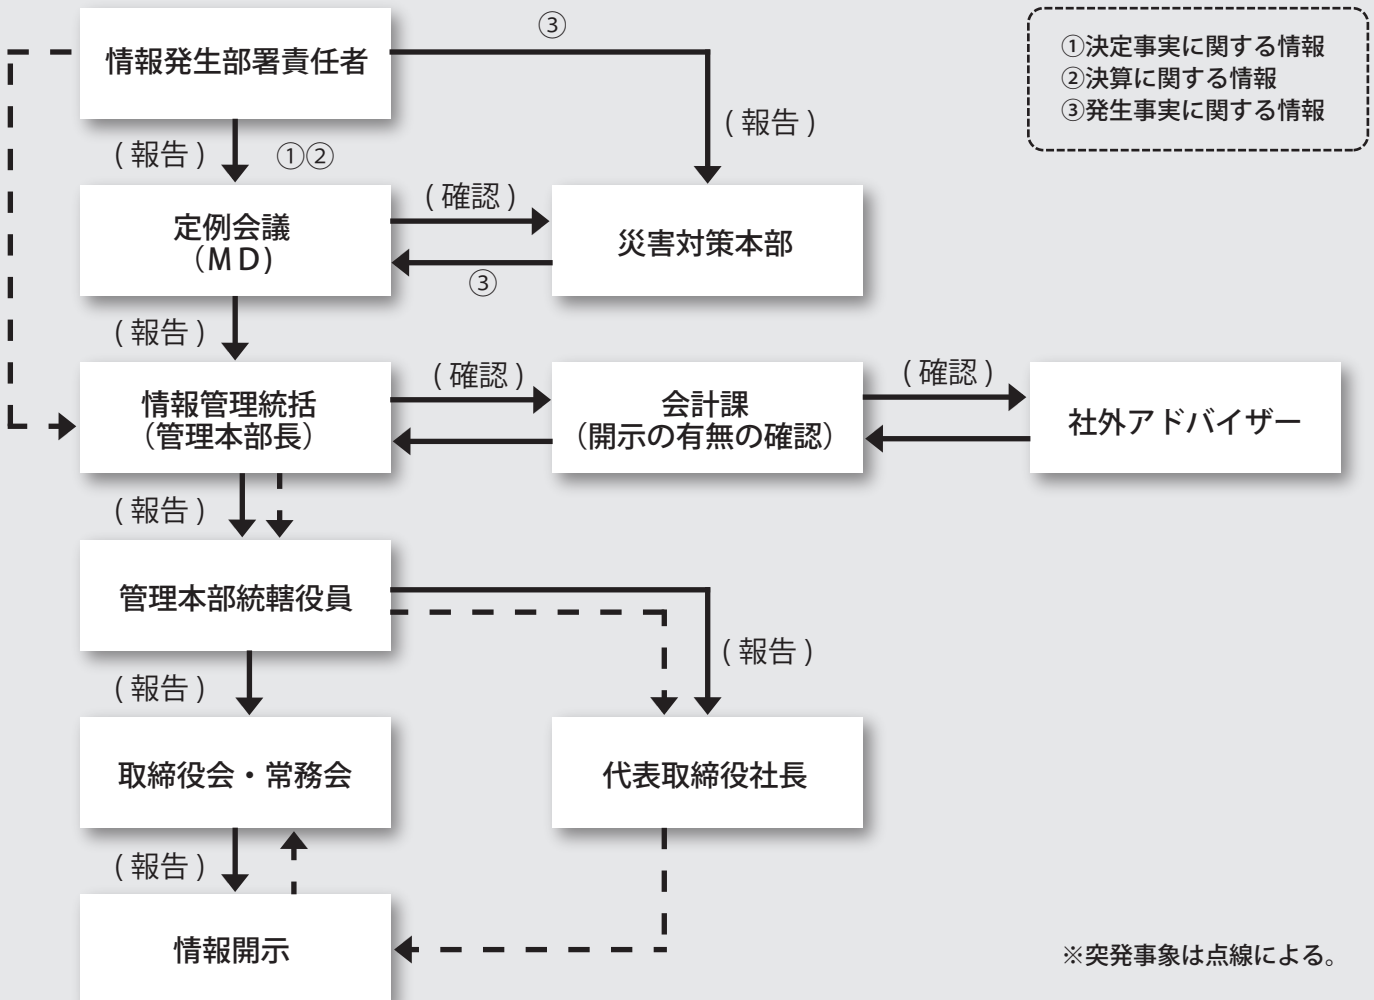 ③
①決定事実に関する情報
②決算に関する情報
③発生事実に関する情報
情報発生部署責任者
( 報告 )
( 報告 )
①②
定例会議
（M D)
( 確認 )
③
災害対策本部
( 報告 )
情報管理統括
（管理本部長）
( 確認 )
会計課
（開示の有無の確認）
( 確認 )
社外アドバイザー
( 報告 )
管理本部統轄役員
( 報告 )
( 報告 )
取締役会・常務会
代表取締役社長
( 報告 )
情報開示
※突発事象は点線による。